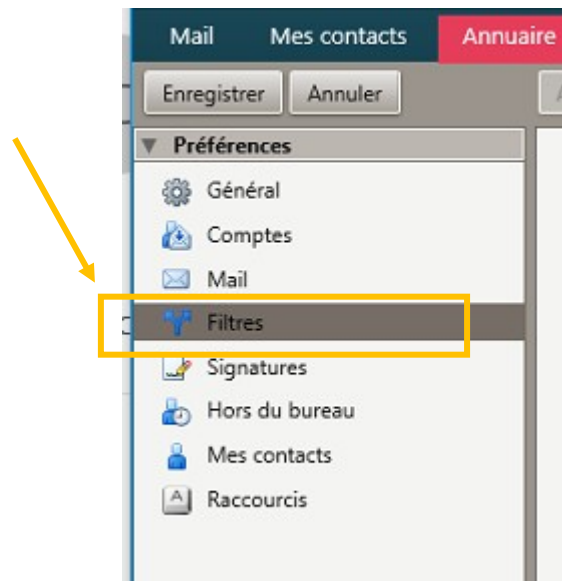 Mail Mes contacts Annuaire
Enregistrer Annuler
Préférences
Général
Comptes
Mail
Filtres
Signatures
Hors du bureau
Mes contacts
A Raccourcis